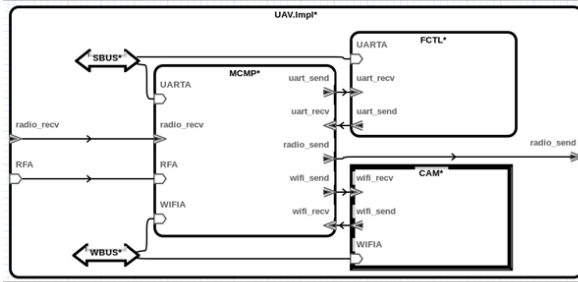 UAV.Impl*
SBUS*
FCTL*
UARTA
MCMP*
UARTA
uart_send
uart_recv
radio_recv
radio_recv
uart_recv
uart_send
radio_send
radio_send
RFA
RFA
wifi_send
CAM*
wifi_recv
WIFIA
wifi_recv
wifi_send
WBUS*
WIFIA